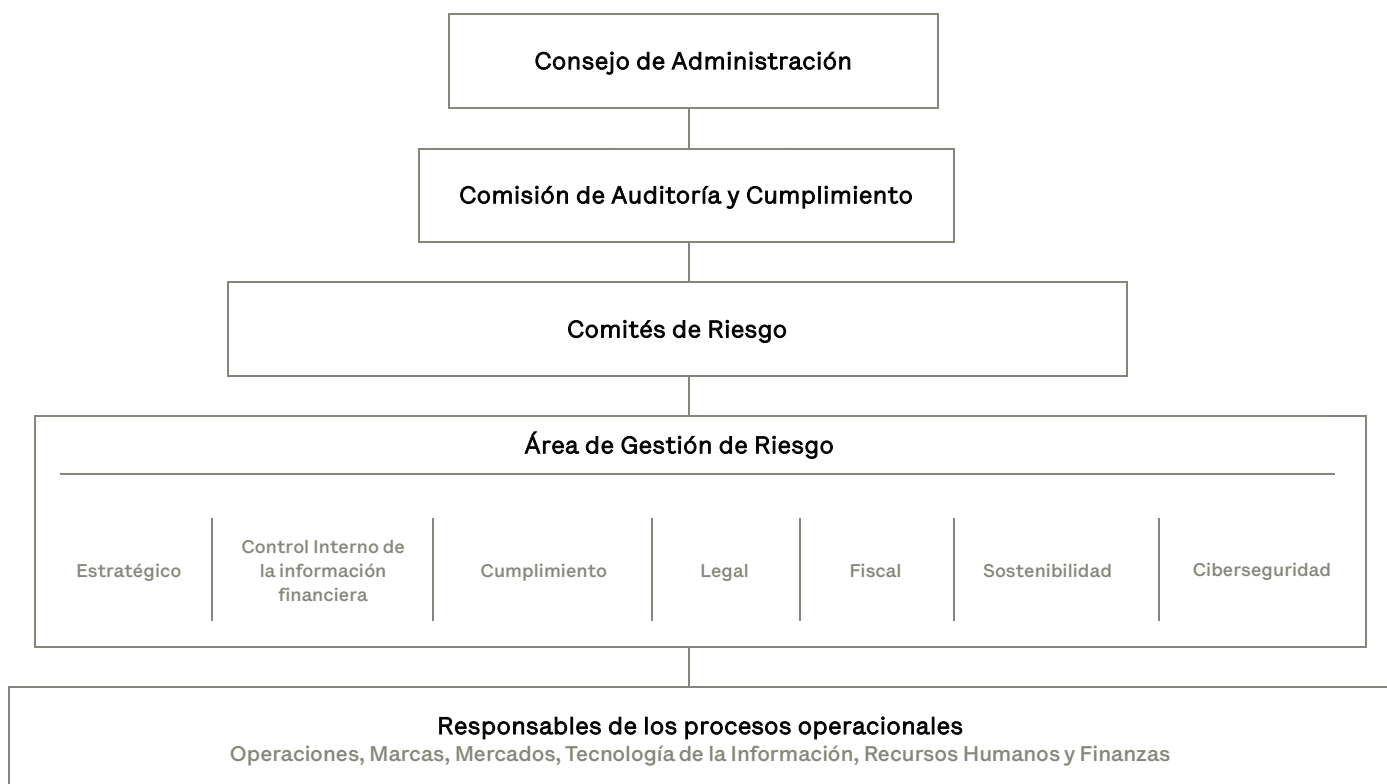 Consejo de Administración
Comisión de Auditoría y Cumplimiento
Comités de Riesgo
Área de Gestión de Riesgo
Estratégico
Control Interno de
la información
financiera
Cumplimiento
Legal
Fiscal
Sostenibilidad
Ciberseguridad
Responsables de los procesos operacionales
Operaciones, Marcas, Mercados, Tecnología de la Información, Recursos Humanos y Finanzas